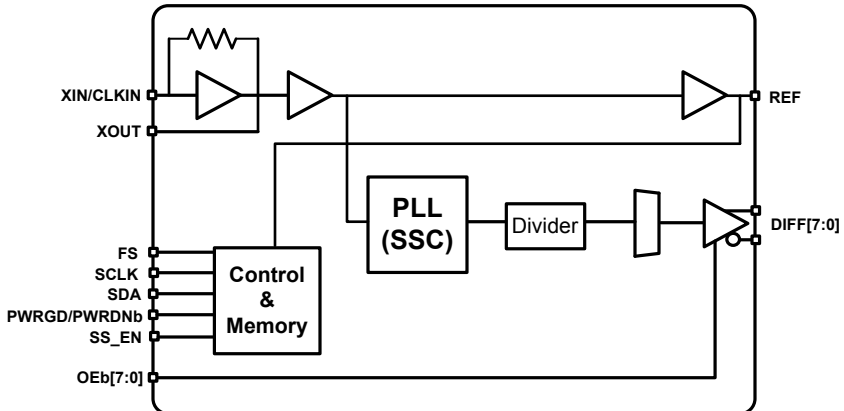 XIN/CLKIN
REF
XOUT
PLL
(SSC)
Divider
DIFF[7:0]
FS
SCLK
SDA
PWRGD/PWRDNb
SS_EN
Control
&
Memory
OEb[7:0]